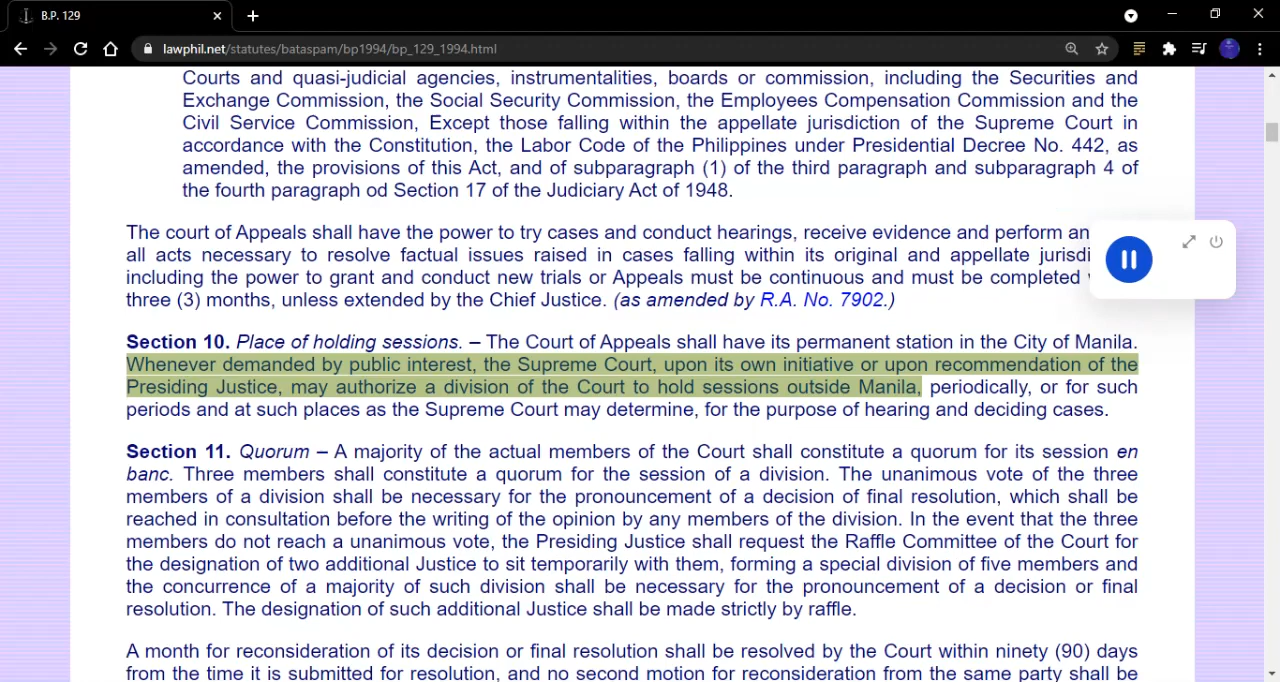 B.P. 129
lawphil.net/statutes/bataspam/bp1994/bp_129_1994.html
Courts and quasi-judicial agencies, instrumentalities, boards or commission, including the Securities and
Exchange Commission, the Social Security Commission, the Employees Compensation Commission and the
Civil Service Commission, Except those falling within the appellate jurisdiction of the Supreme Court in
accordance with the Constitution, the Labor Code of the Philippines under Presidential Decree No. 442, as
amended, the provisions of this Act, and of subparagraph (1) of the third paragraph and subparagraph 4 of
the fourth paragraph od Section 17 of the Judiciary Act of 1948.
The court of Appeals shall have the power to try cases and conduct hearings, receive evidence and perform an
all acts necessary to resolve factual issues raised in cases falling within its original and appellate jurisdi
including the power to grant and conduct new trials or Appeals must be continuous and must be completed
three (3) months, unless extended by the Chief Justice. (as amended by R.A. No. 7902.)
Section 10. Place of holding sessions. – The Court of Appeals shall have its permanent station in the City of Manila.
Whenever demanded by public interest, the Supreme Court, upon its own initiative or upon recommendation of the
Presiding Justice, may authorize a division of the Court to hold sessions outside Manila, periodically, or for such
periods and at such places as the Supreme Court may determine, for the purpose of hearing and deciding cases.
Section 11. Quorum – A majority of the actual members of the Court shall constitute a quorum for its session en
banc. Three members shall constitute a quorum for the session of a division. The unanimous vote of the three
members of a division shall be necessary for the pronouncement of a decision of final resolution, which shall be
reached in consultation before the writing of the opinion by any members of the division. In the event that the three
members do not reach a unanimous vote, the Presiding Justice shall request the Raffle Committee of the Court for
the designation of two additional Justice to sit temporarily with them, forming a special division of five members and
the concurrence of a majority of such division shall be necessary for the pronouncement of a decision or final
resolution. The designation of such additional Justice shall be made strictly by raffle.
A month for reconsideration of its decision or final resolution shall be resolved by the Court within ninety (90) days
from the time it is submitted for resolution, and no second motion for reconsideration from the same party shall be